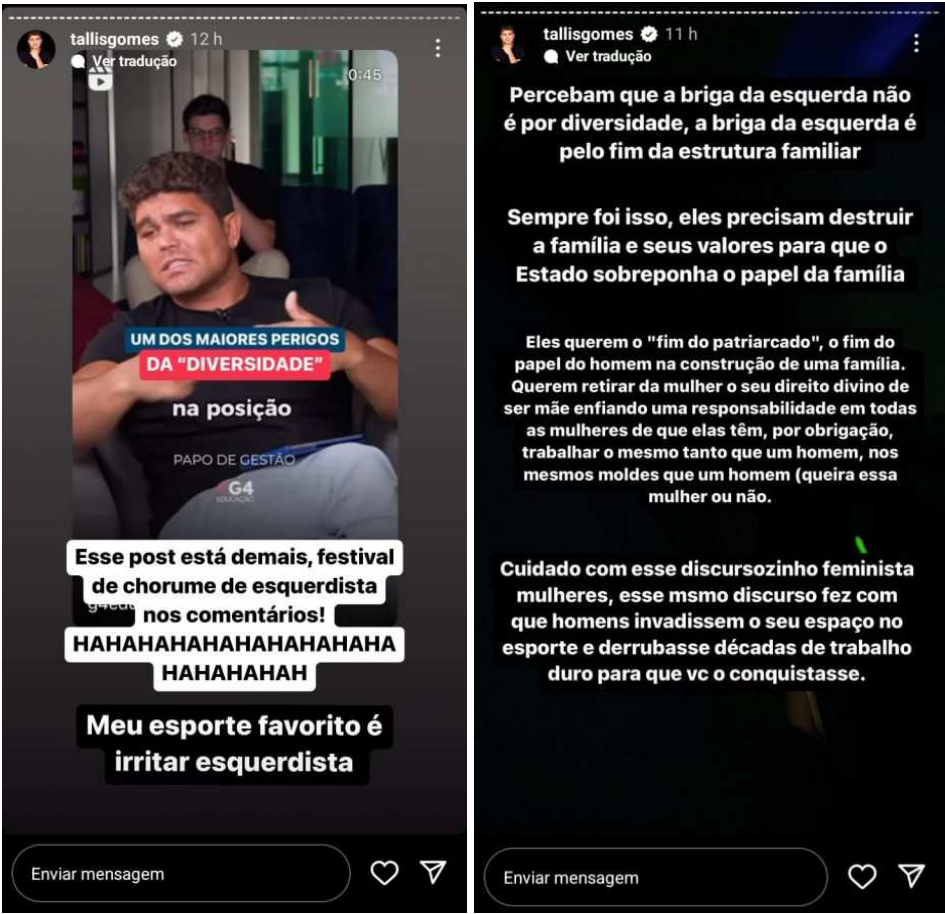 tallisgomes 12 h
Ver tradução
0:45
UM DOS MAIORES PERIGOS
DA "DIVERSIDADE"
na posição
PAPO DE GESTÃO
G4
EDUCAÇÃO
Esse post está demais, festival
de chorume de esquerdista
nos comentários!
HAHAHAHAHAHAHAHAHAHA
HAHAHAHAH
Meu esporte favorito é
irritar esquerdista
Enviar mensagem
tallisgomes 11 h
Ver tradução
Percebam que a briga da esquerda não
é por diversidade, a briga da esquerda é
pelo fim da estrutura familiar
Sempre foi isso, eles precisam destruir
a família e seus valores para que o
Estado sobreponha o papel da família
Eles querem o "fim do patriarcado", o fim do
papel do homem na construção de uma família.
Querem retirar da mulher o seu direito divino de
ser mãe enfiando uma responsabilidade em todas
as mulheres de que elas têm, por obrigação,
trabalhar o mesmo tanto que um homem, nos
mesmos moldes que um homem (queira essa
mulher ou não.
Cuidado com esse discursozinho feminista
mulheres, esse msmo discurso fez com
que homens invadissem o seu espaço no
esporte e derrubasse décadas de trabalho
duro para que vc o conquistasse.
Enviar mensagem